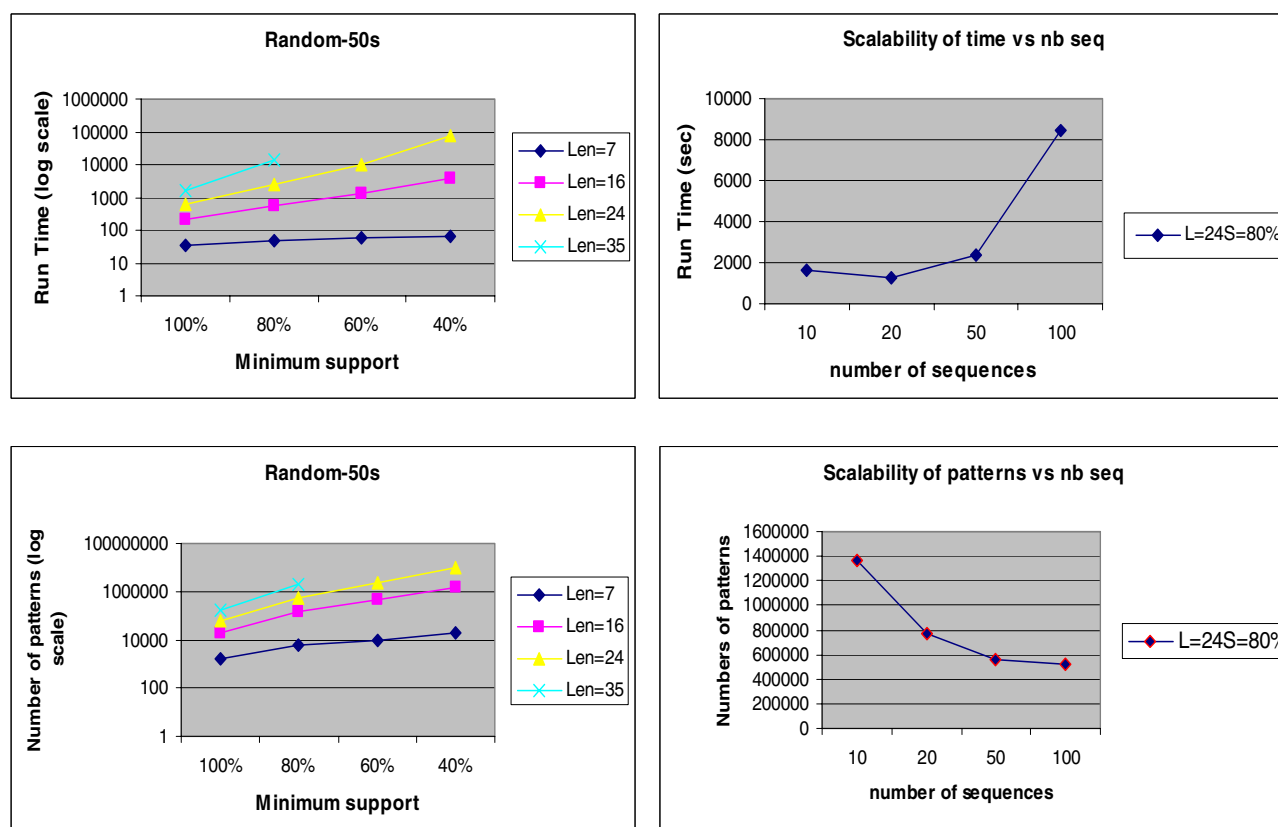 Random-50s
Run Time (log scale)
1000000
100000
10000
1000
100
10
1
100% 80% 60% 40%
Minimum support
Len=7
Len=16
Len=24
Len=35
Scalability of time vs nb seq
Run Time (sec)
10000
8000
6000
4000
2000
0
10 20 50 100
number of sequences
L=24S=80%
Random-50s
Number of patterns (log
scale)
100000000
1000000
10000
100
1
100% 80% 60% 40%
Minimum support
Len=7
Len=16
Len=24
Len=35
Scalability of patterns vs nb seq
Numbers of patterns
1600000
1400000
1200000
1000000
800000
600000
400000
200000
0
10 20 50 100
number of sequences
L=24S=80%